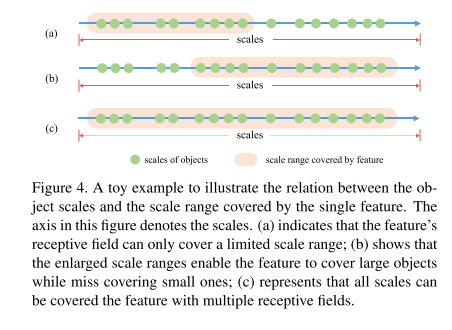 (a)
scales
(b)
scales
(c)
scales
scales of objects scale range covered by feature
Figure 4. A toy example to illustrate the relation between the ob-
ject scales and the scale range covered by the single feature. The
axis in this figure denotes the scales. (a) indicates that the feature's
receptive field can only cover a limited scale range; (b) shows that
the enlarged scale ranges enable the feature to cover large objects
while miss covering small ones; (c) represents that all scales can
be covered the feature with multiple receptive fields.